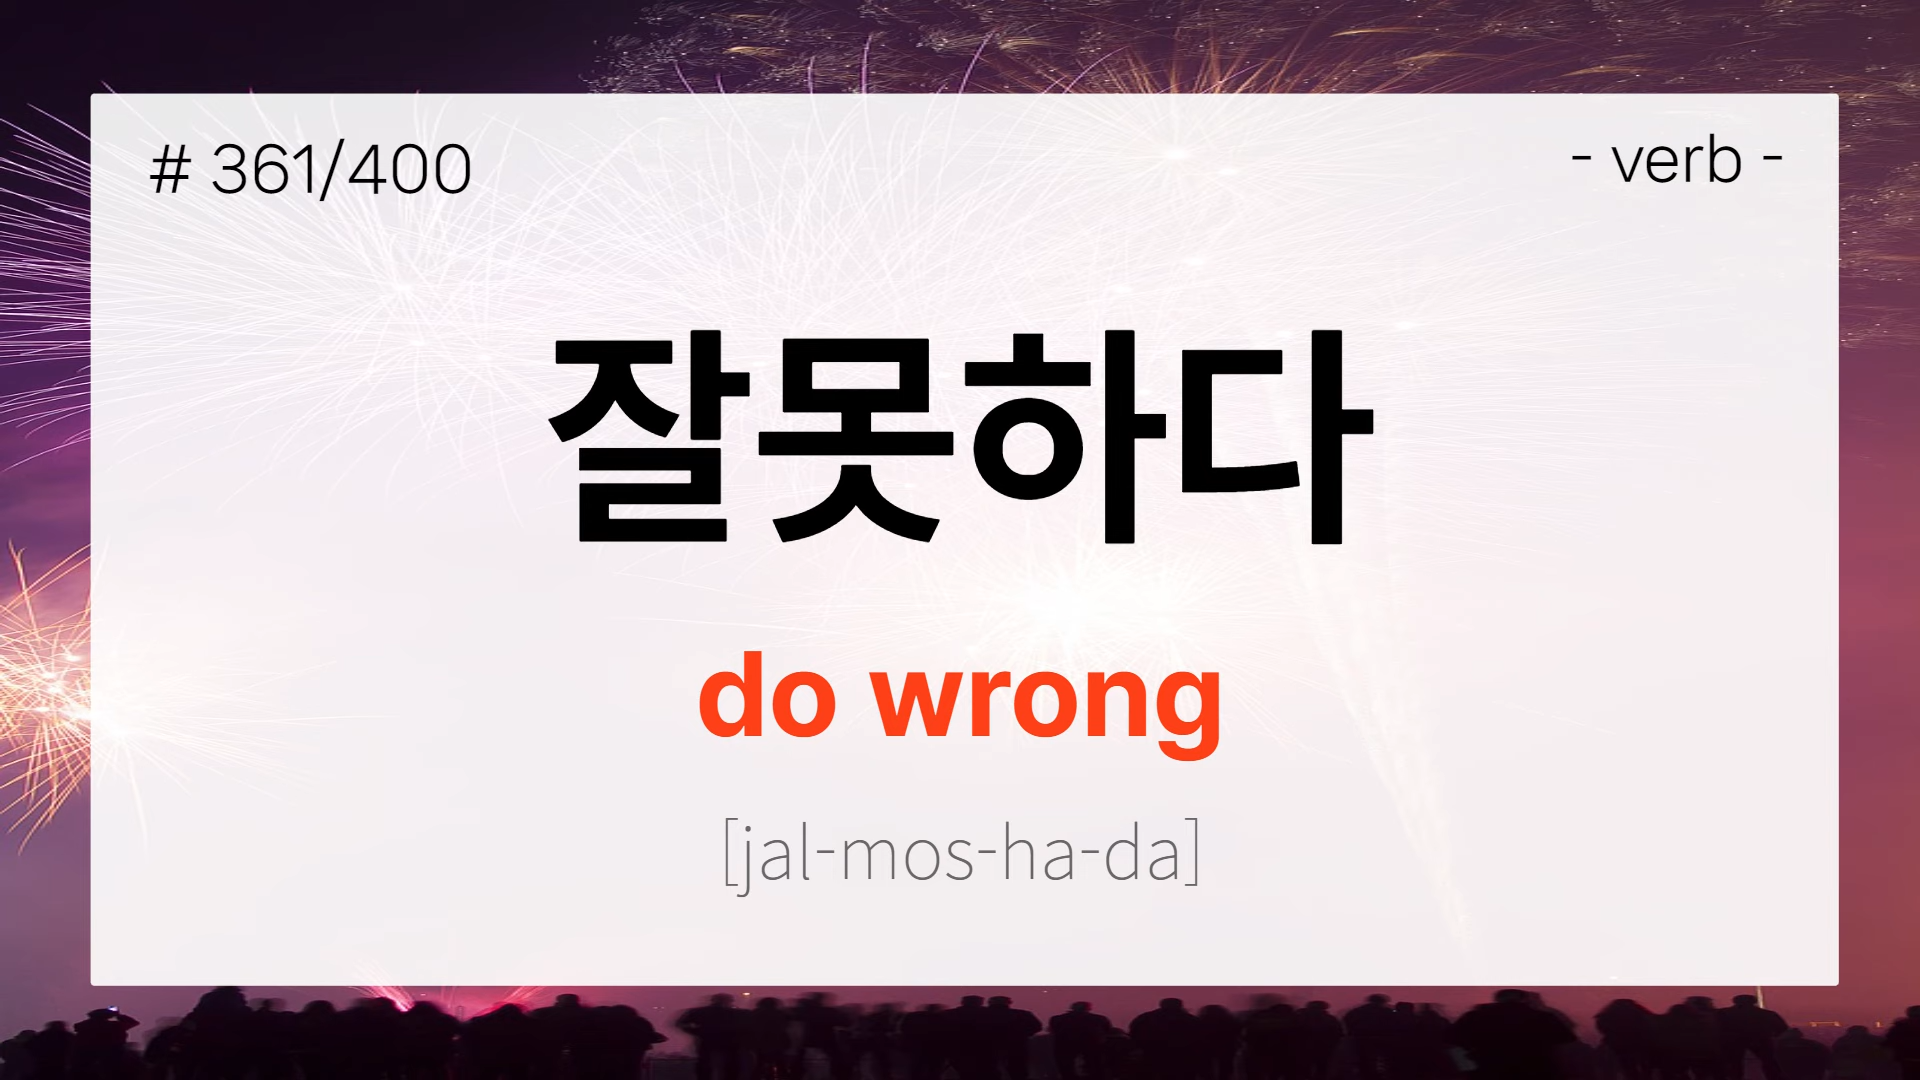 # 361/400
- verb -
잘못하다
do wrong
[jal-mos-ha-da]